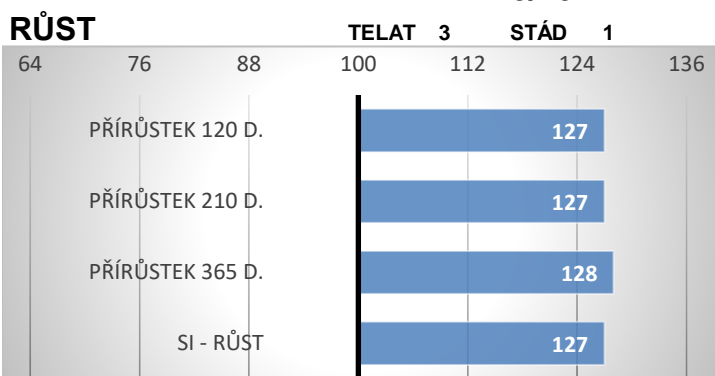 RŮST TELAT 3 STÁD 1
64 76 88 100 112 124 136
PŘÍRŮSTEK 120 D. 127
PŘÍRŮSTEK 210 D. 127
PŘÍRŮSTEK 365 D. 128
SI - RŮST 127